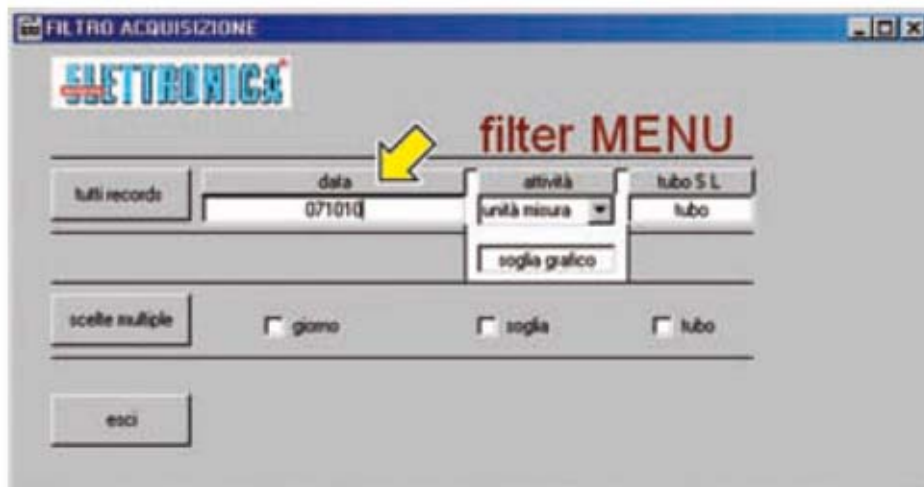 FILTRO ACQUISIZIONE
ELETTRONICA
filter MENU
tutti records
data
attività
tubo S L
071010
unità misura
tubo
soglia grafico
scelte multiple
giorno
soglia
tubo
esci